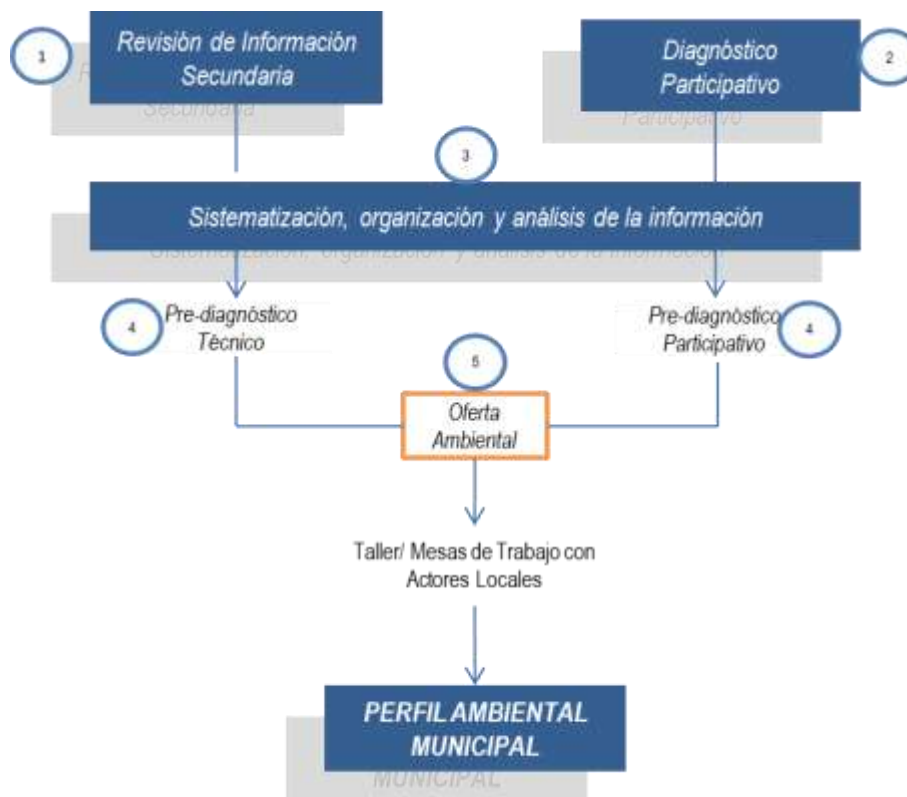 1
Revisión de Información
Secundaria
Diagnóstico
Participativo
2
3
Sistematización, organización y análisis de la información
4
Pre-diagnóstico
Técnico
Pre-diagnóstico
Participativo
4
5
Oferta
Ambiental
Taller/ Mesas de Trabajo con
Actores Locales
PERFIL AMBIENTAL
MUNICIPAL